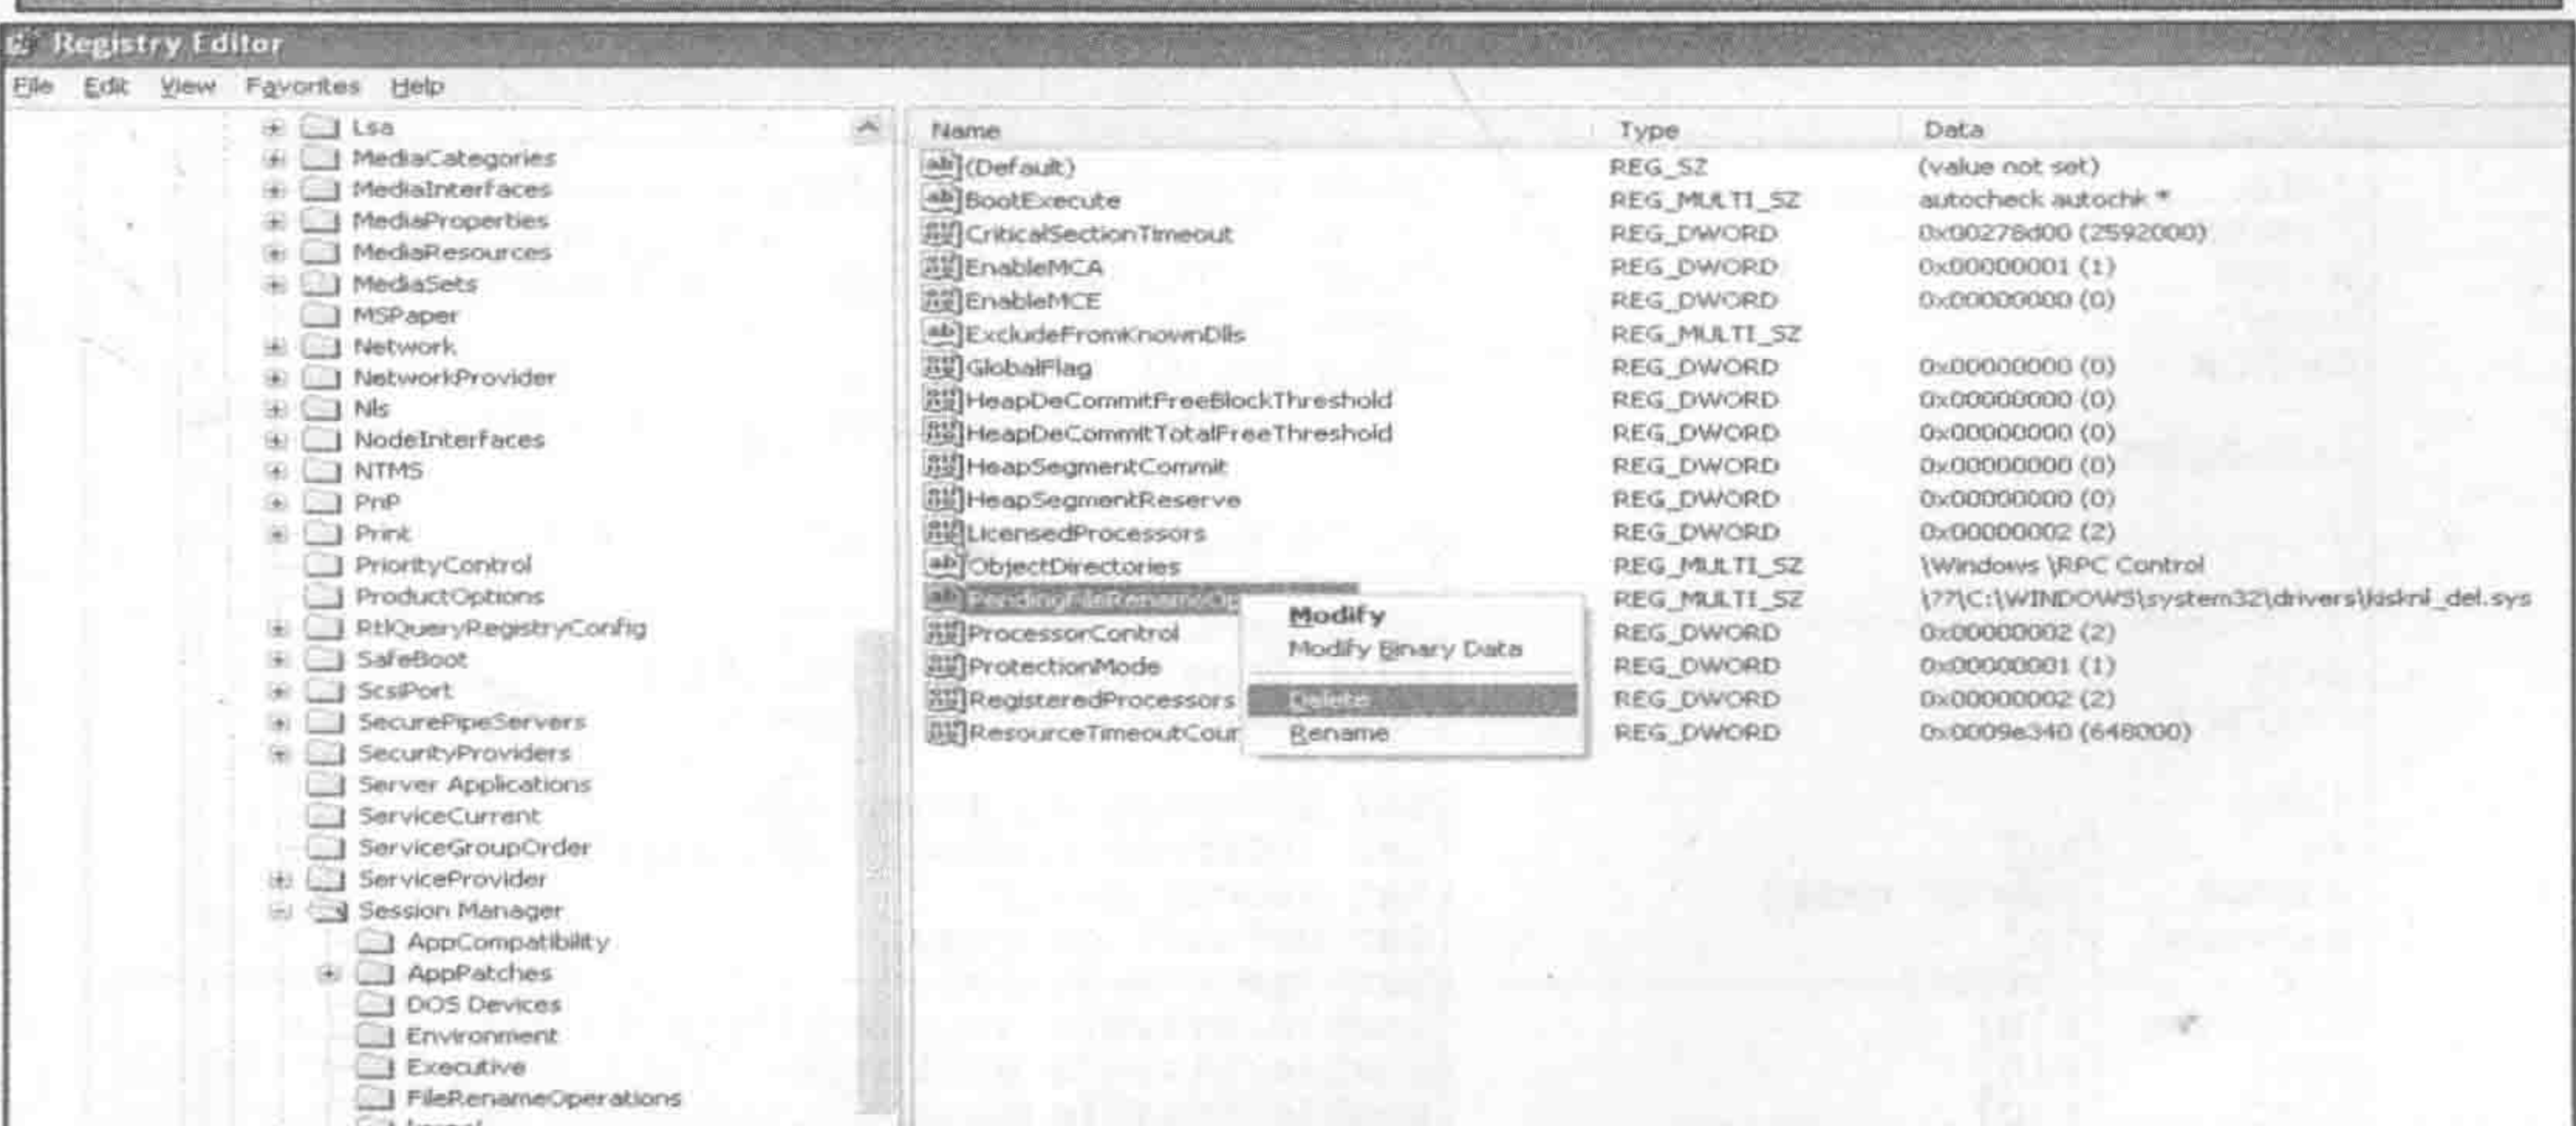 Registry Editor
File Edit View Favorites Help
Lsa
MediaCategories
MediaInterfaces
MediaProperties
MediaResources
MediaSets
MSPaper
Network
NetworkProvider
Nls
NodeInterfaces
NTMS
PnP
Print
PriorityControl
ProductOptions
RtlQueryRegistryConfig
SafeBoot
ScsiPort
SecurePipeServers
SecurityProviders
Server Applications
ServiceCurrent
ServiceGroupOrder
ServiceProvider
Session Manager
AppCompatibility
AppPatches
DOS Devices
Environment
Executive
FileRenameOperations
Name Type Data
(Default) REG_SZ (value not set)
BootExecute REG_MULTI_SZ autocheck autochk *
CriticalSectionTimeout REG_DWORD 0x00278d00 (2592000)
EnableMCA REG_DWORD 0x00000001 (1)
EnableMCE REG_DWORD 0x00000000 (0)
ExcludeFromKnownDlls REG_MULTI_SZ
GlobalFlag REG_DWORD 0x00000000 (0)
HeapDeCommitFreeBlockThreshold REG_DWORD 0x00000000 (0)
HeapDeCommitTotalFreeThreshold REG_DWORD 0x00000000 (0)
HeapSegmentCommit REG_DWORD 0x00000000 (0)
HeapSegmentReserve REG_DWORD 0x00000000 (0)
LicensedProcessors REG_DWORD 0x00000002 (2)
ObjectDirectories REG_MULTI_SZ \Windows \RPC Control
PendingFileRenameOp REG_MULTI_SZ
ProcessorControl REG_DWORD 0x00000002 (2)
ProtectionMode REG_DWORD 0x00000001 (1)
RegisteredProcessors REG_DWORD 0x00000002 (2)
ResourceTimeoutCour REG_DWORD 0x0009e340 (648000)
Modify
Modify Binary Data
Delete
Rename